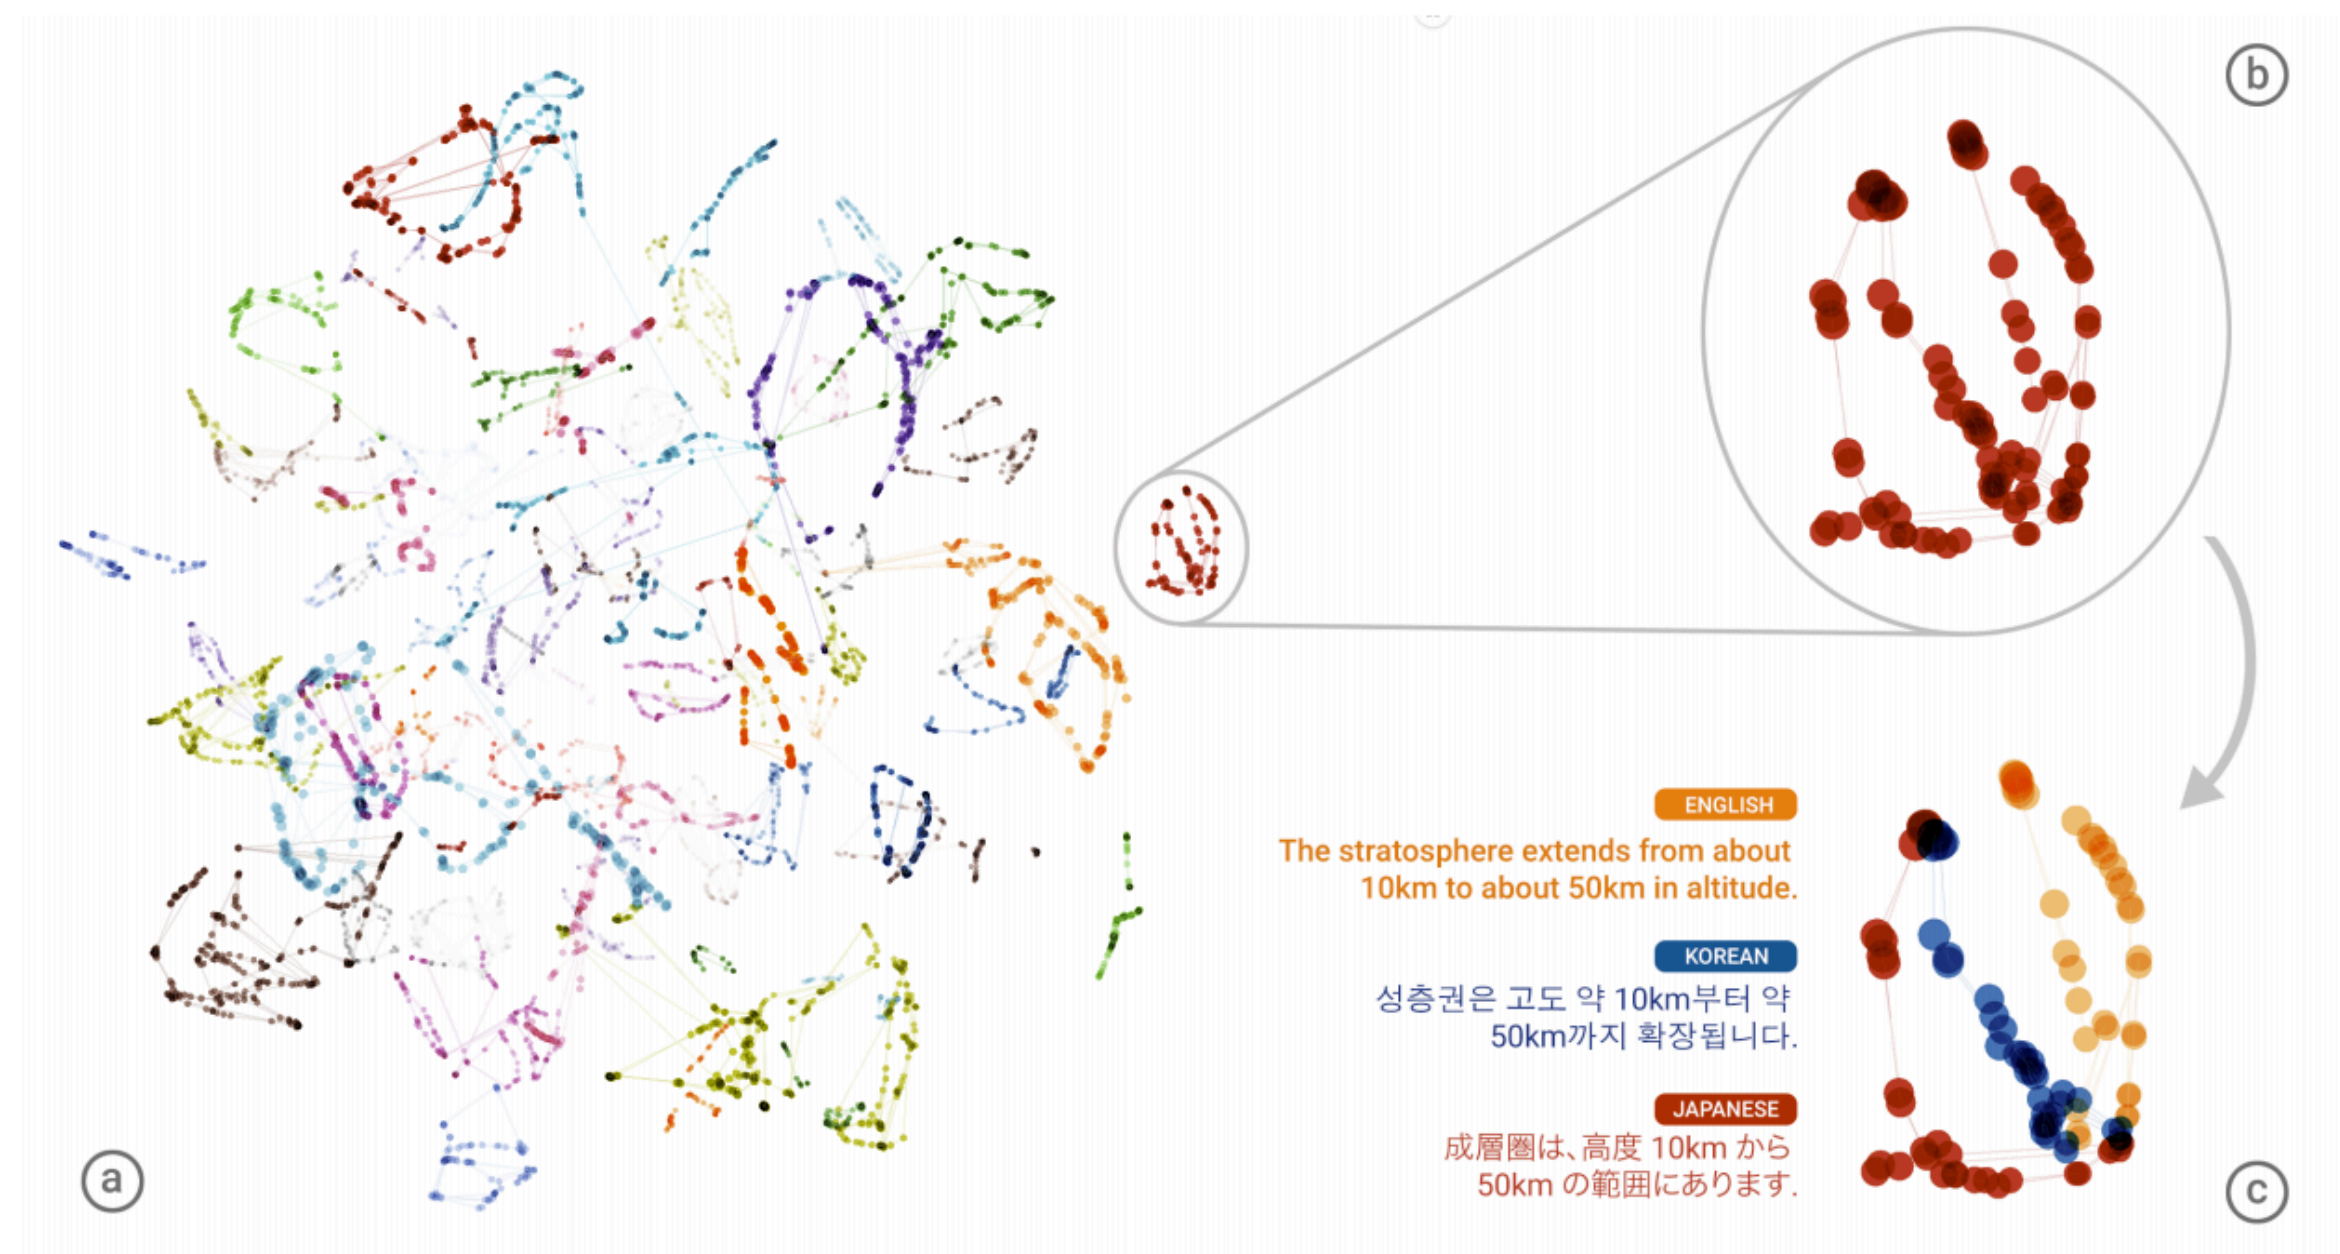 b
ENGLISH
The stratosphere extends from about
10km to about 50km in altitude.
KOREAN
성층권은 고도 약 10km부터 약
50km까지 확장됩니다.
JAPANESE
成層圏は、高度 10km から
50km の範囲にあります。
a
c